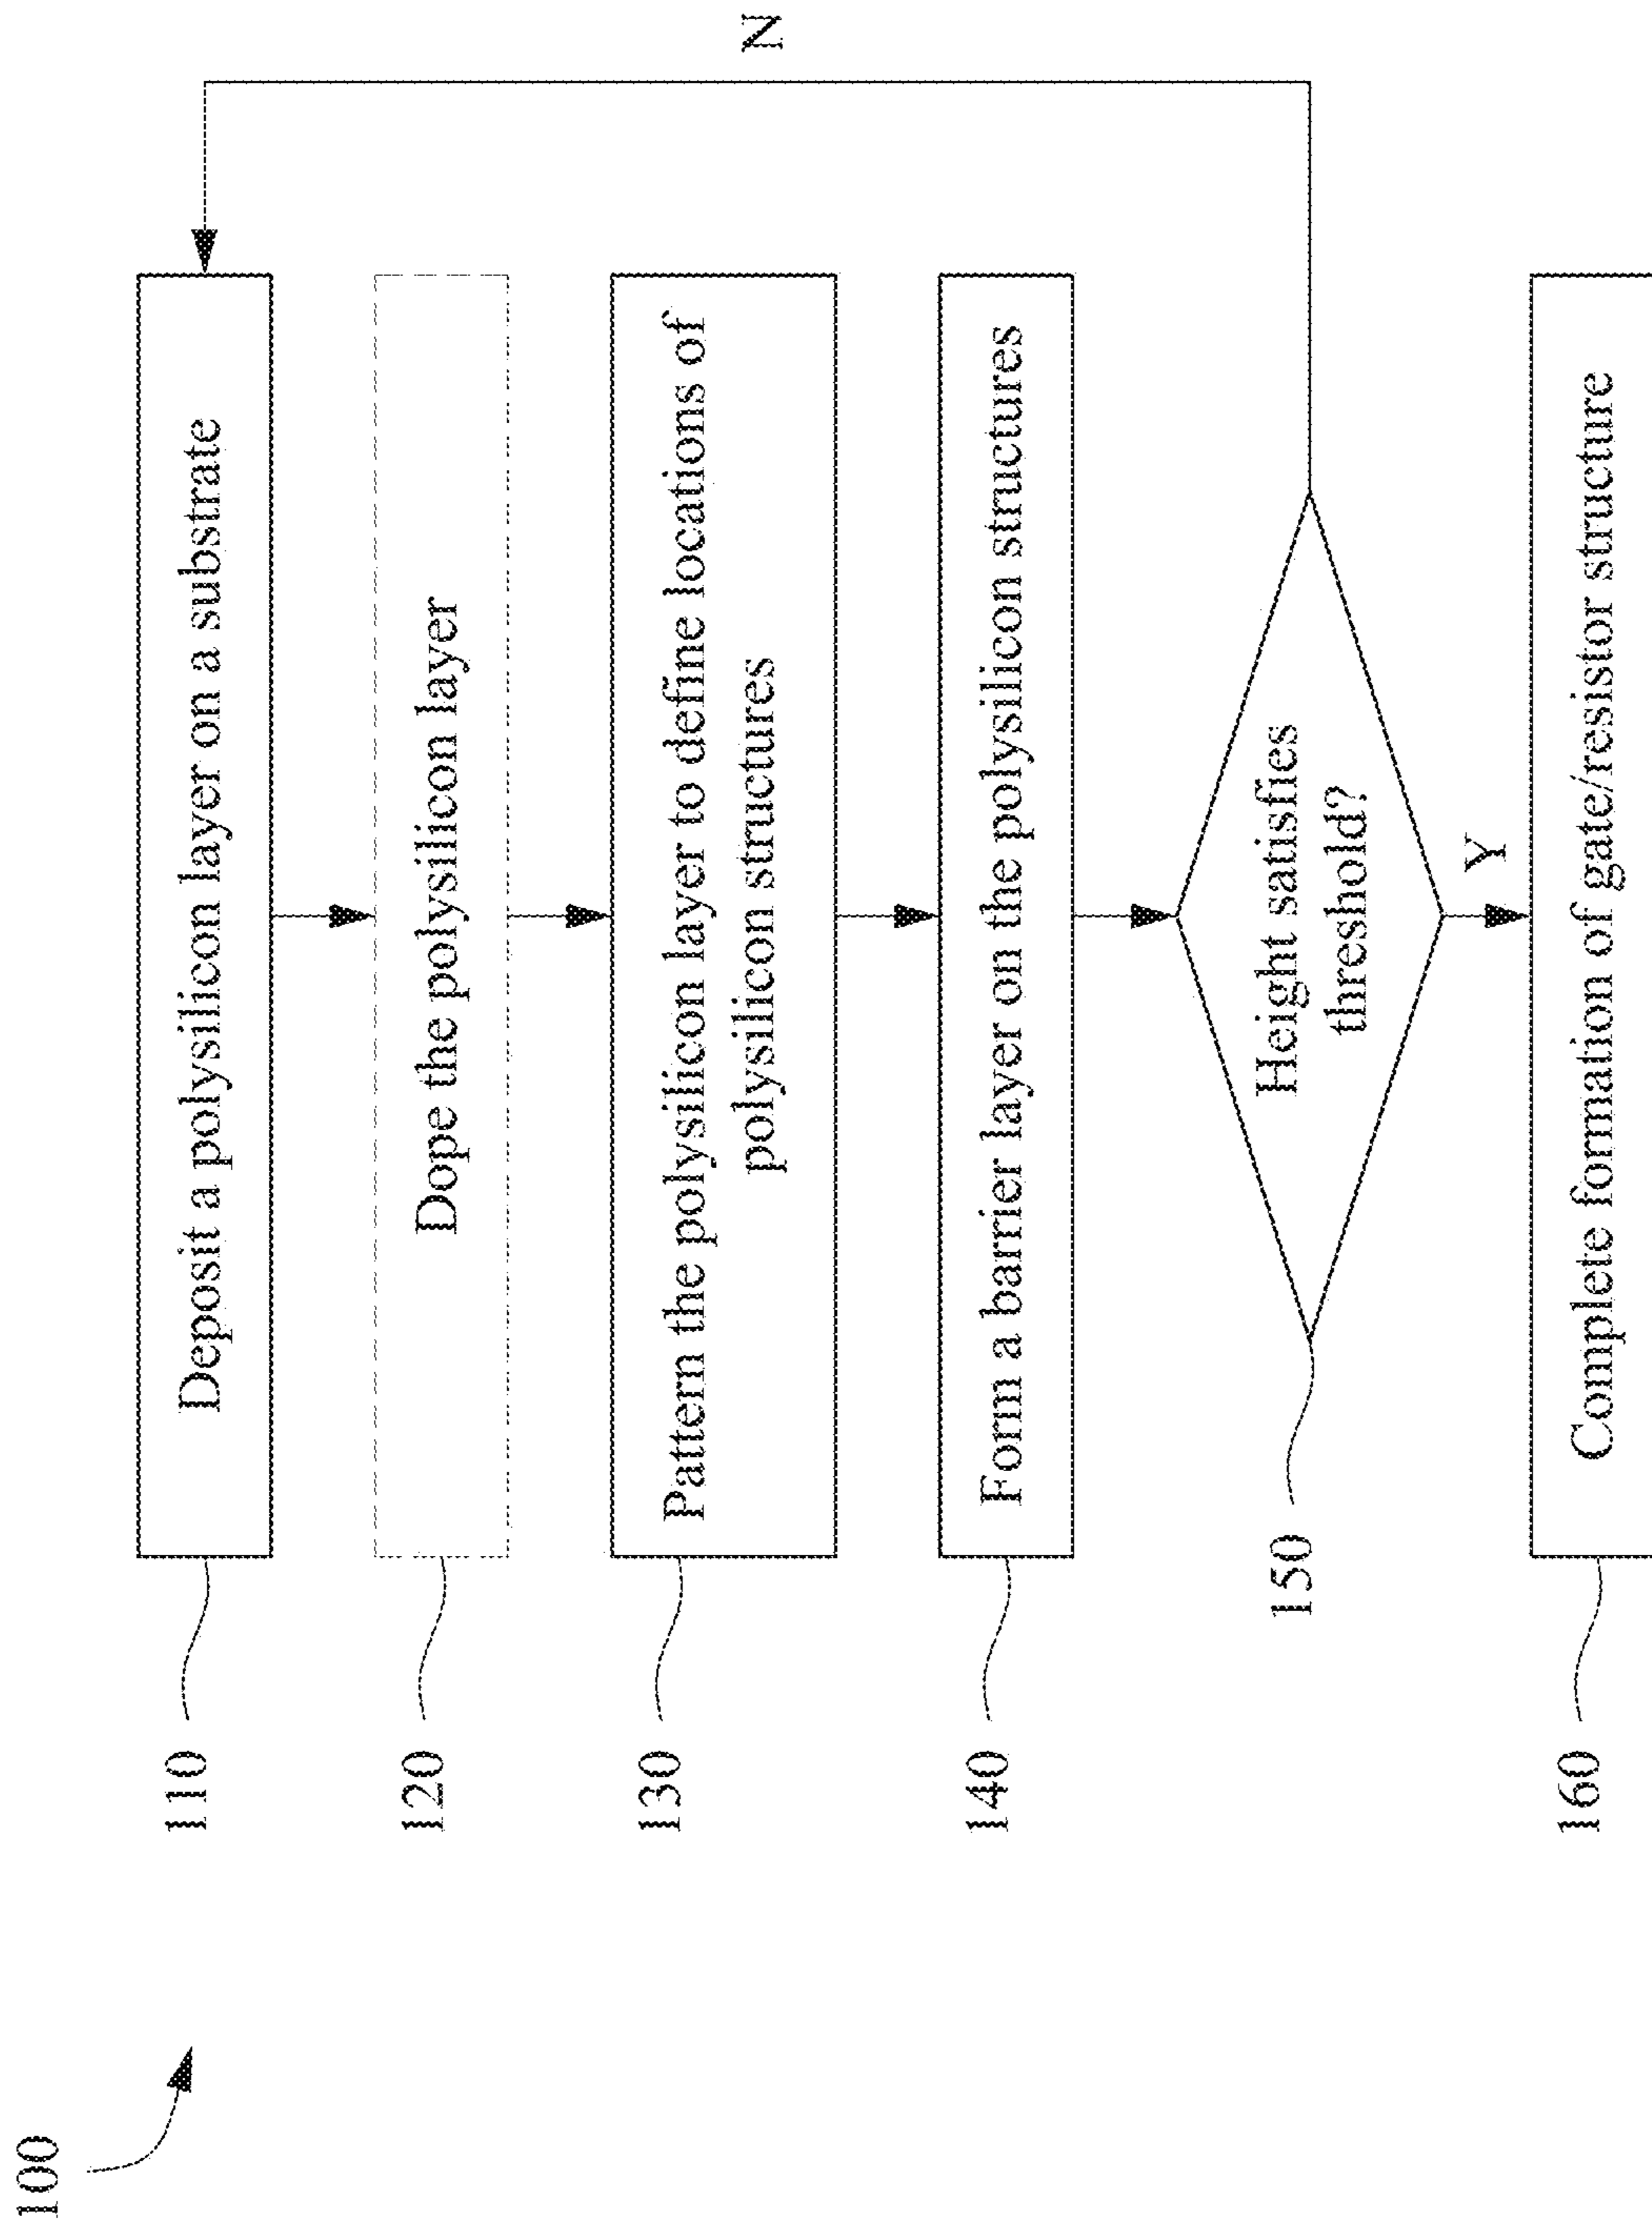 100
110
Deposit a polysilicon layer on a substrate
120
Dope the polysilicon layer
130
Pattern the polysilicon layer to define locations of
polysilicon structures
140
Form a barrier layer on the polysilicon structures
150
Height satisfies
threshold?
N
Y
160
Complete formation of gate/resistor structure